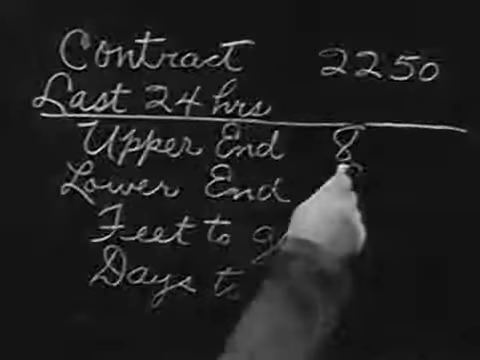 Contract 2250
Last 24 hrs
Upper End 8
Lower End
Feet to
Days